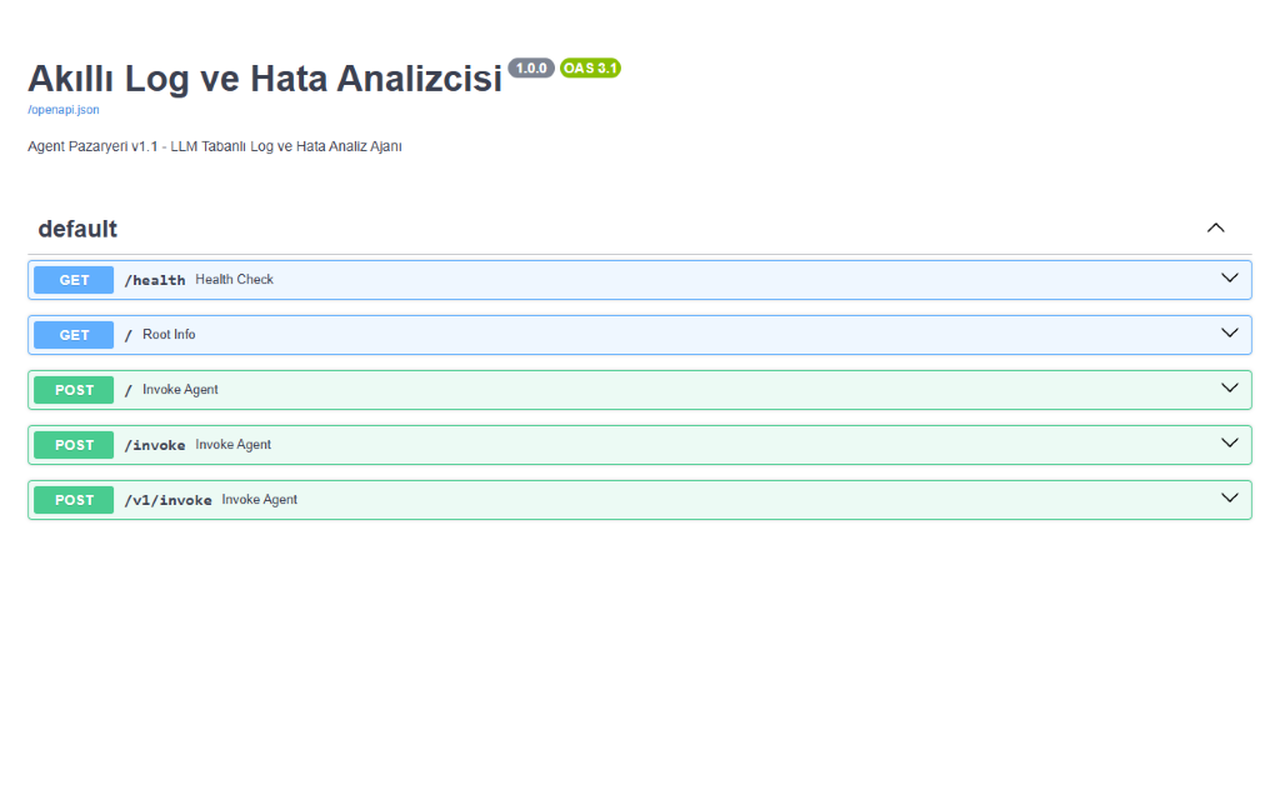 Akıllı Log ve Hata Analizcisi 1.0.0 OAS 3.1
/openapi.json
Agent Pazaryeri v1.1 - LLM Tabanlı Log ve Hata Analiz Ajanı
default
GET /health Health Check
GET / Root Info
POST / Invoke Agent
POST /invoke Invoke Agent
POST /v1/invoke Invoke Agent